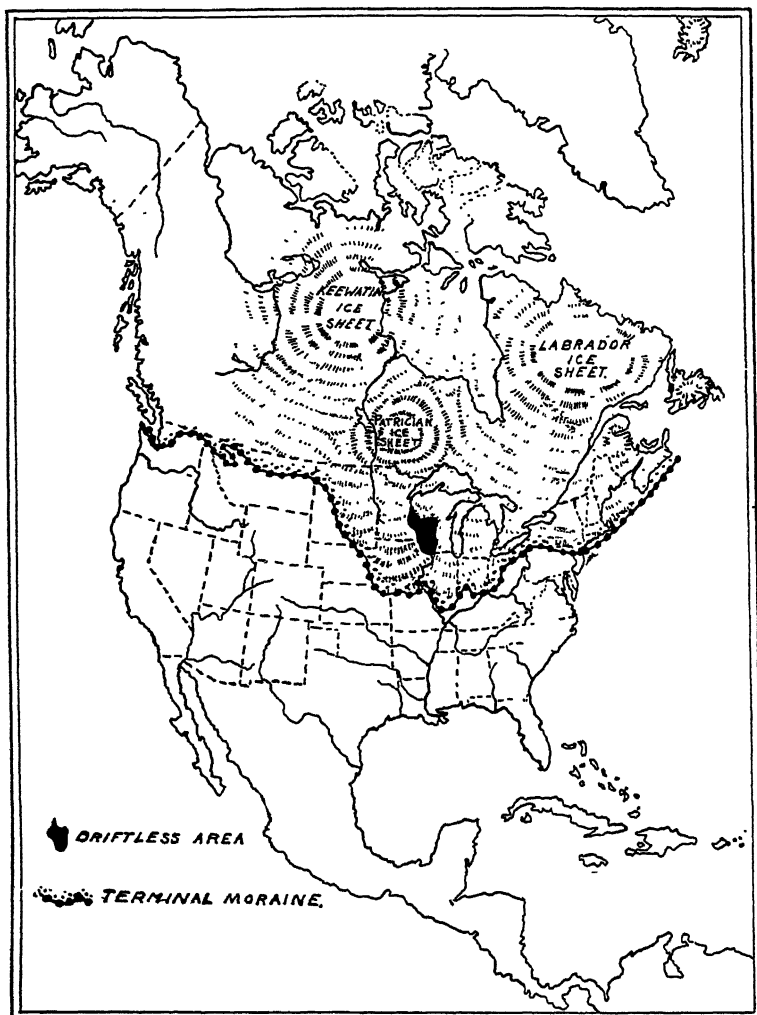 KEEWATIN
ICE
SHEET
LABRADOR
ICE
SHEET.
PATRICIAN
ICE
SHEET
DRIFTLESS AREA
TERMINAL MORAINE.